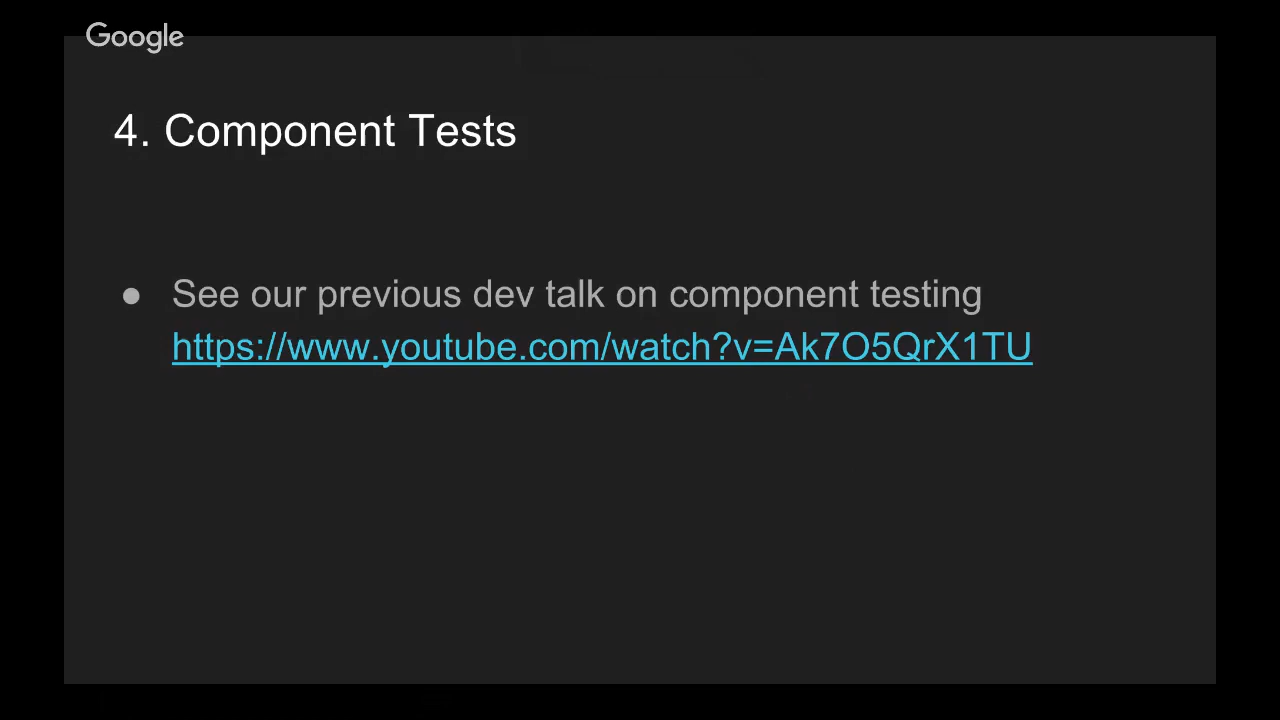 Google
4. Component Tests
● See our previous dev talk on component testing
https://www.youtube.com/watch?v=Ak7O5QrX1TU